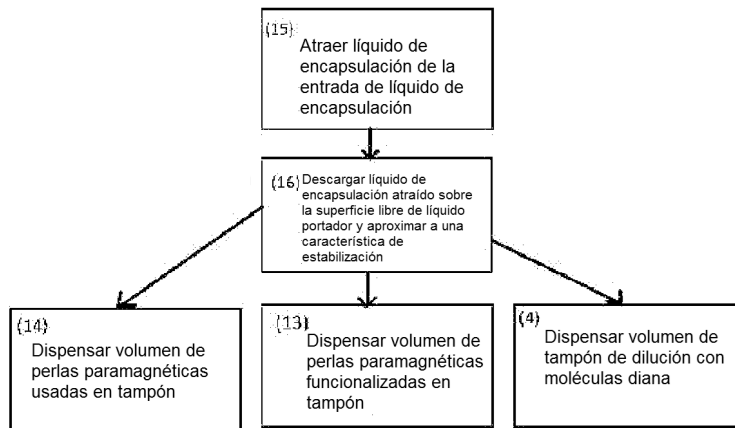 (15)
Atraer líquido de
encapsulación de la
entrada de líquido de
encapsulación
(16) Descargar líquido de
encapsulación atraído sobre
la superficie libre de líquido
portador y aproximar a una
característica de
estabilización
(14)
Dispensar volumen de
perlas paramagnéticas
usadas en tampón
(13)
Dispensar volumen de
perlas paramagnéticas
funcionalizadas en
tampón
(4)
Dispensar volumen de
tampón de dilución con
moléculas diana